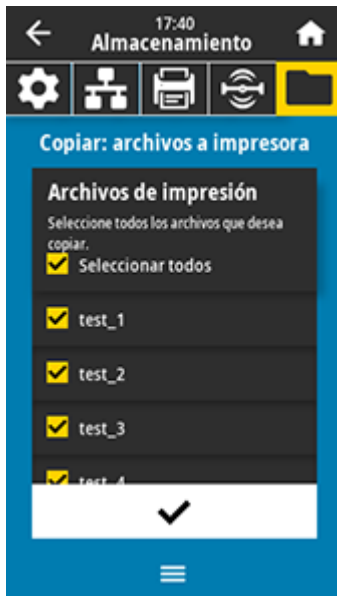 17:40
Almacenamiento
Copiar: archivos a impresora
Archivos de impresión
Seleccione todos los archivos que desea
copiar.
Seleccionar todos
test_1
test_2
test_3
test_4